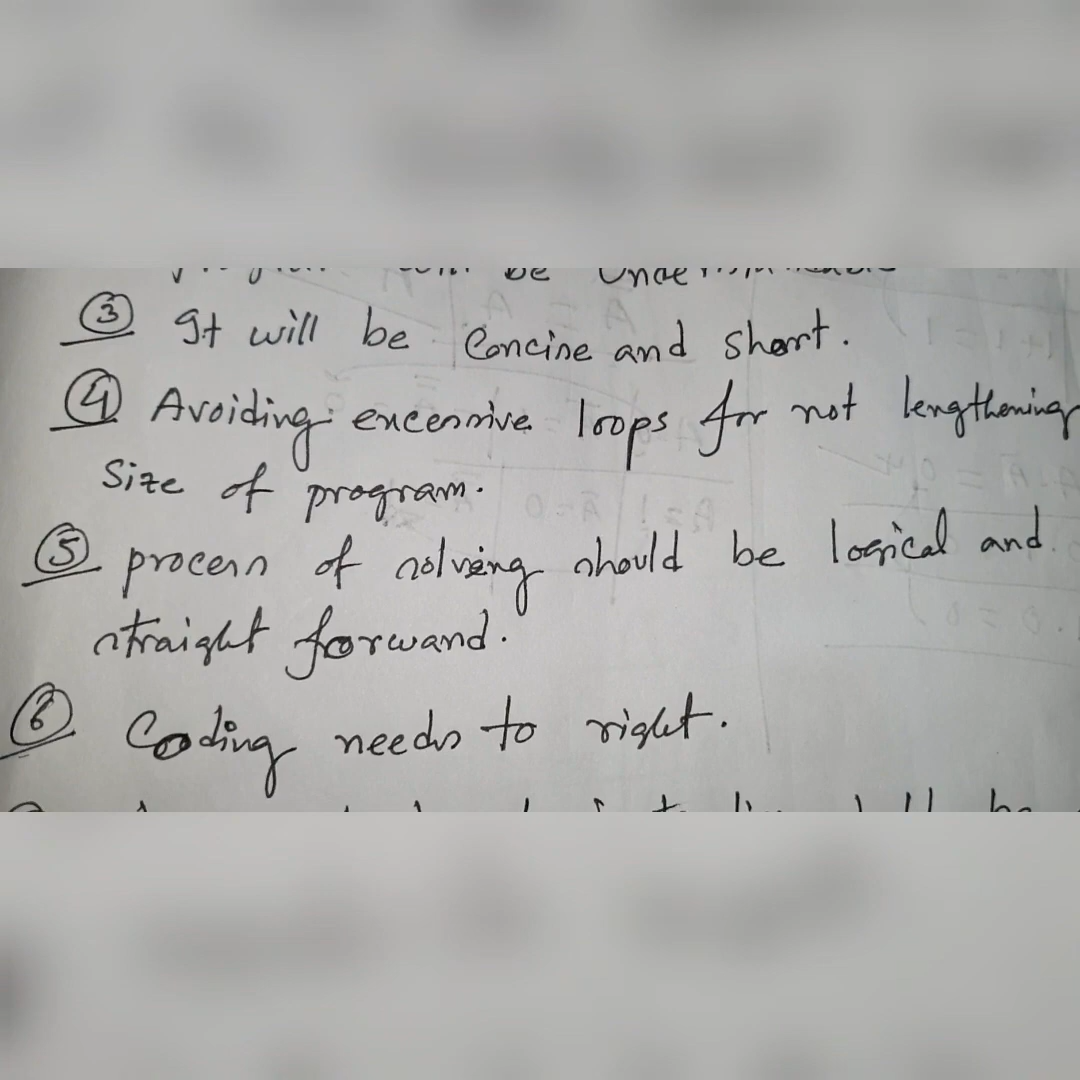 be
③ It will be concise and short.
④ Avoiding excessive loops for not lengthening
size of program.
⑤ process of solving should be logical and
straight forward.
⑥ Coding needs to right.